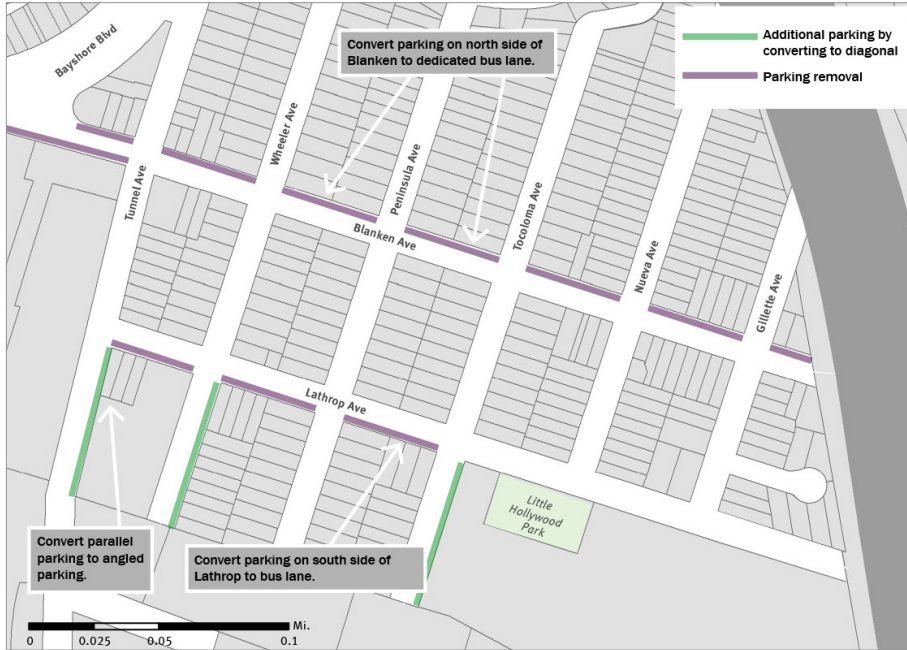 Bayshore Blvd
Convert parking on north side of
Blanken to dedicated bus lane.
Additional parking by
converting to diagonal
Parking removal
Tunnel Ave
Wheeler Ave
Peninsula Ave
Blanken Ave
Tocoloma Ave
Nueva Ave
Gillette Ave
Lathrop Ave
Little
Hollywood
Park
Convert parallel
parking to angled
parking.
Convert parking on south side of
Lathrop to bus lane.
Mi.
0 0.025 0.05 0.1